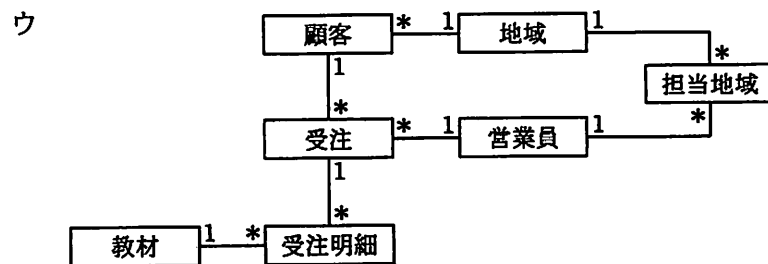 ウ
顧客 * 1 地域 1
1 * 担当地域
* *
受注 * 1 営業員 1
1
*
教材 1 * 受注明細